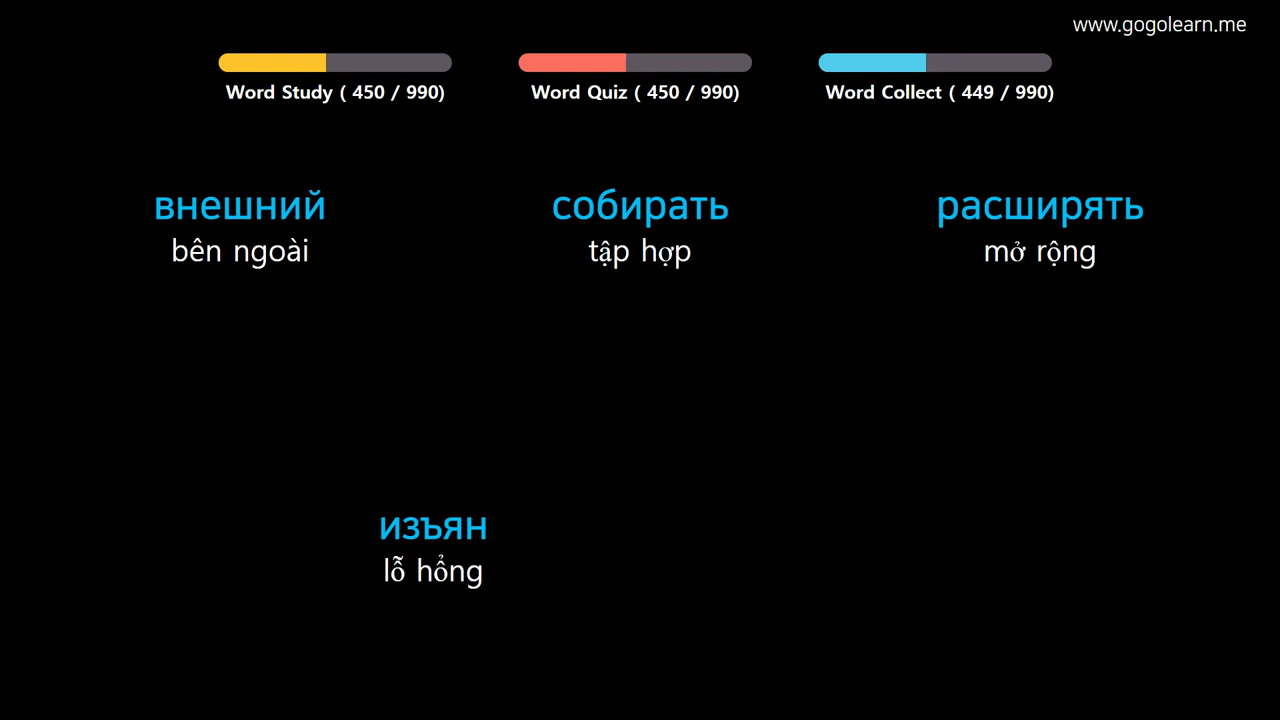 www.gogolearn.me
Word Study ( 450 / 990)
Word Quiz ( 450 / 990)
Word Collect ( 449 / 990)
внешний
bên ngoài
собирать
tập hợp
расширять
mở rộng
изъян
lỗ hổng